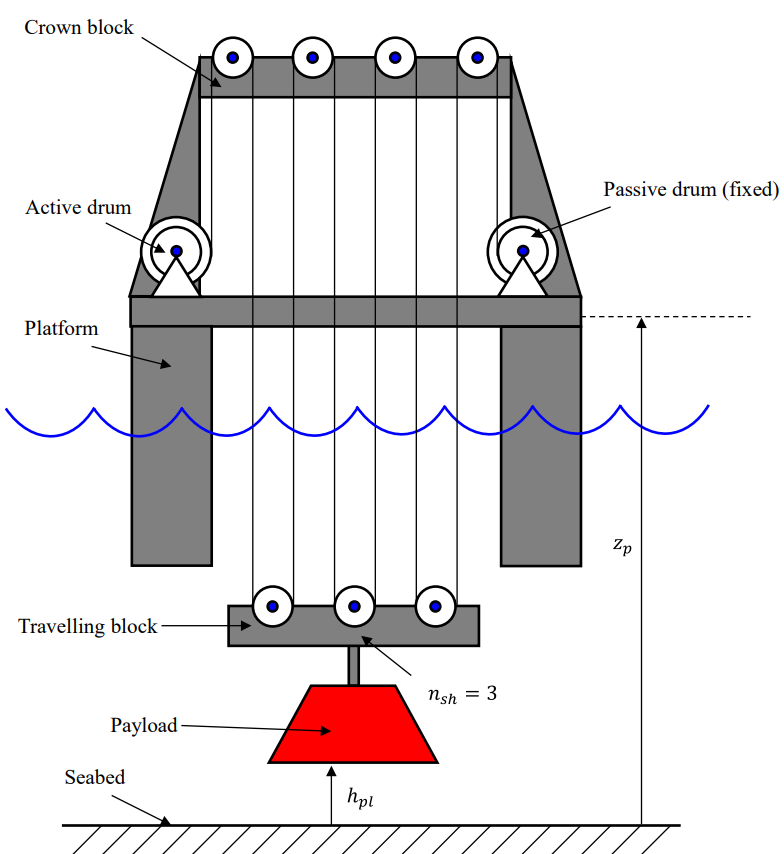 Crown block
Passive drum (fixed)
Active drum
Platform
z_p
Travelling block
n_{sh} = 3
Payload
Seabed
h_{pl}